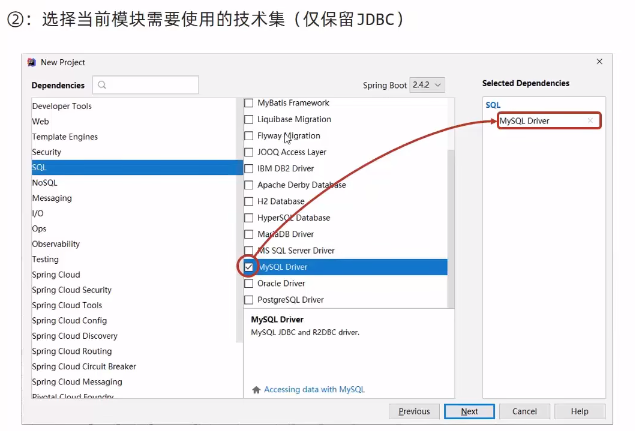 ②：选择当前模块需要使用的技术集（仅保留JDBC）
New Project
Dependencies
Spring Boot 2.4.2
Developer Tools
Web
Template Engines
Security
SQL
NoSQL
Messaging
I/O
Ops
Observability
Testing
Spring Cloud
Spring Cloud Security
Spring Cloud Tools
Spring Cloud Config
Spring Cloud Discovery
Spring Cloud Routing
Spring Cloud Circuit Breaker
Spring Cloud Messaging
Pivotal Cloud Foundry
MyBatis Framework
Liquibase Migration
Flyway Migration
JOOQ Access Layer
IBM DB2 Driver
Apache Derby Database
H2 Database
HyperSQL Database
MariaDB Driver
MS SQL Server Driver
MySQL Driver
Oracle Driver
PostgreSQL Driver
MySQL Driver
MySQL JDBC and R2DBC driver.
Accessing data with MySQL
Selected Dependencies
SQL
MySQL Driver
Previous
Next
Cancel
Help